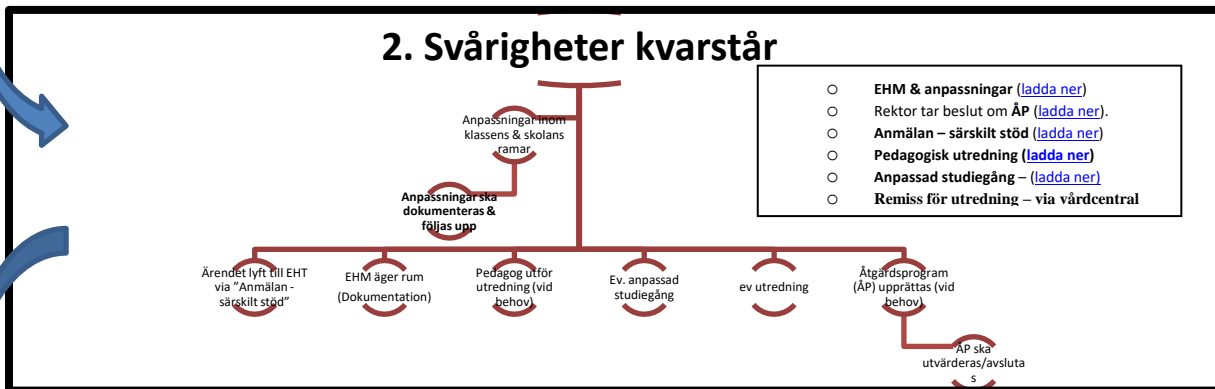 2. Svårigheter kvarstår
o EHM & anpassningar (ladda ner)
o Rektor tar beslut om ÅP (ladda ner).
o Anmälan – särskilt stöd (ladda ner)
o Pedagogisk utredning (ladda ner)
o Anpassad studiegång – (ladda ner)
o Remiss för utredning – via vårdcentral
Anpassningar inom
klassens & skolans
ramar
Anpassningar ska
dokumenteras &
följas upp
Ärendet lyft till EHT
via ”Anmälan -
särskilt stöd”
EHM äger rum
(Dokumentation)
Pedagog utför
utredning (vid
behov)
Ev. anpassad
studiegång
ev utredning
Åtgärdsprogram
(ÅP) upprättas (vid
behov)
ÅP ska
utvärderas/avsluta
s